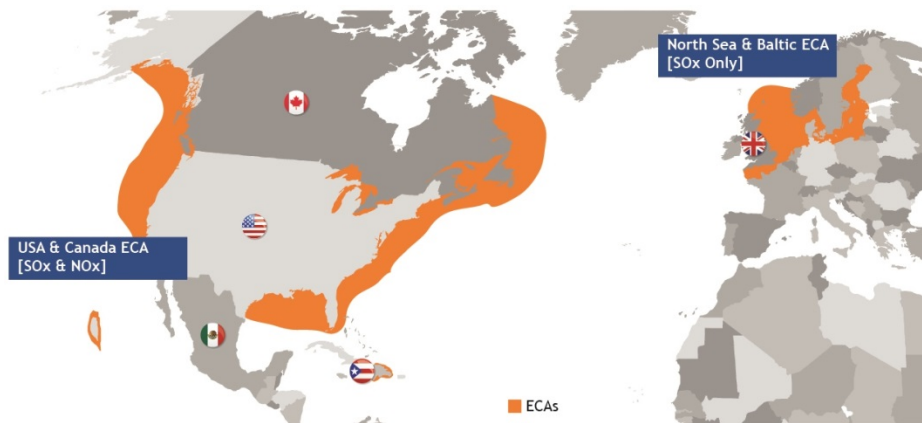 North Sea & Baltic ECA
[SOx Only]
USA & Canada ECA
[SOx & NOx]
ECAs